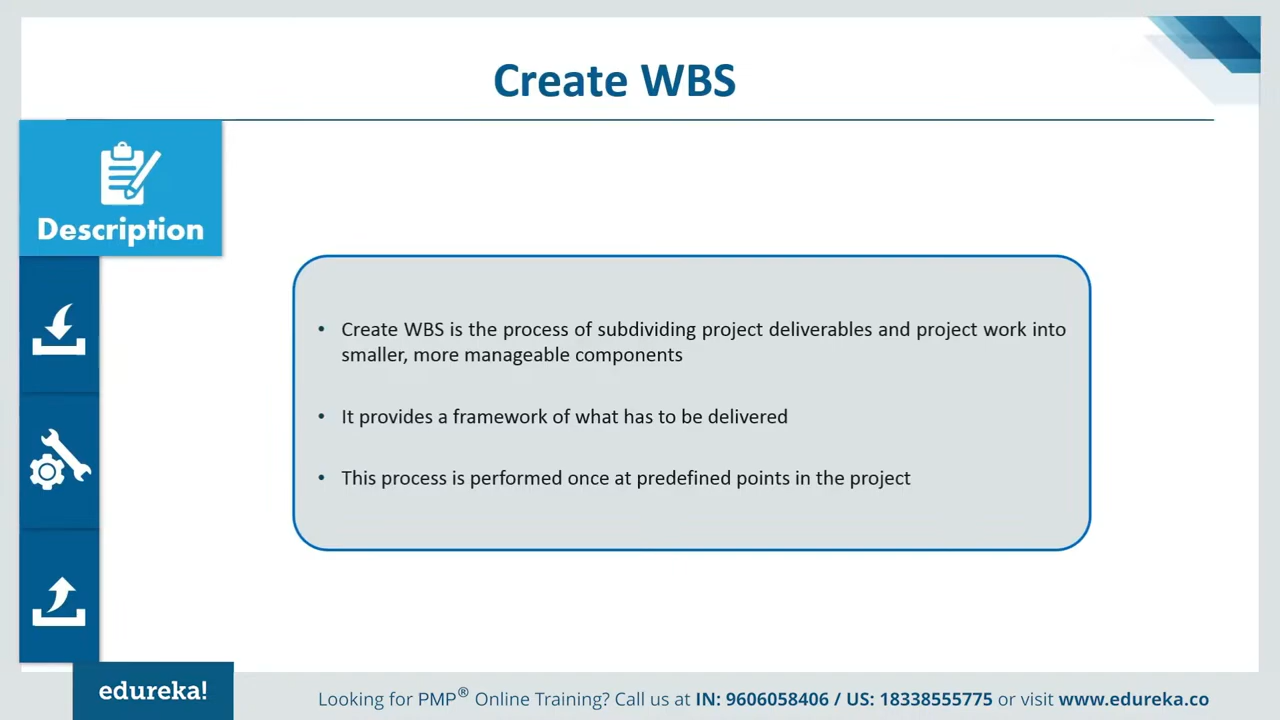 Create WBS
Description
• Create WBS is the process of subdividing project deliverables and project work into
smaller, more manageable components
• It provides a framework of what has to be delivered
• This process is performed once at predefined points in the project
edureka!
Looking for PMP® Online Training? Call us at IN: 9606058406 / US: 18338555775 or visit www.edureka.co